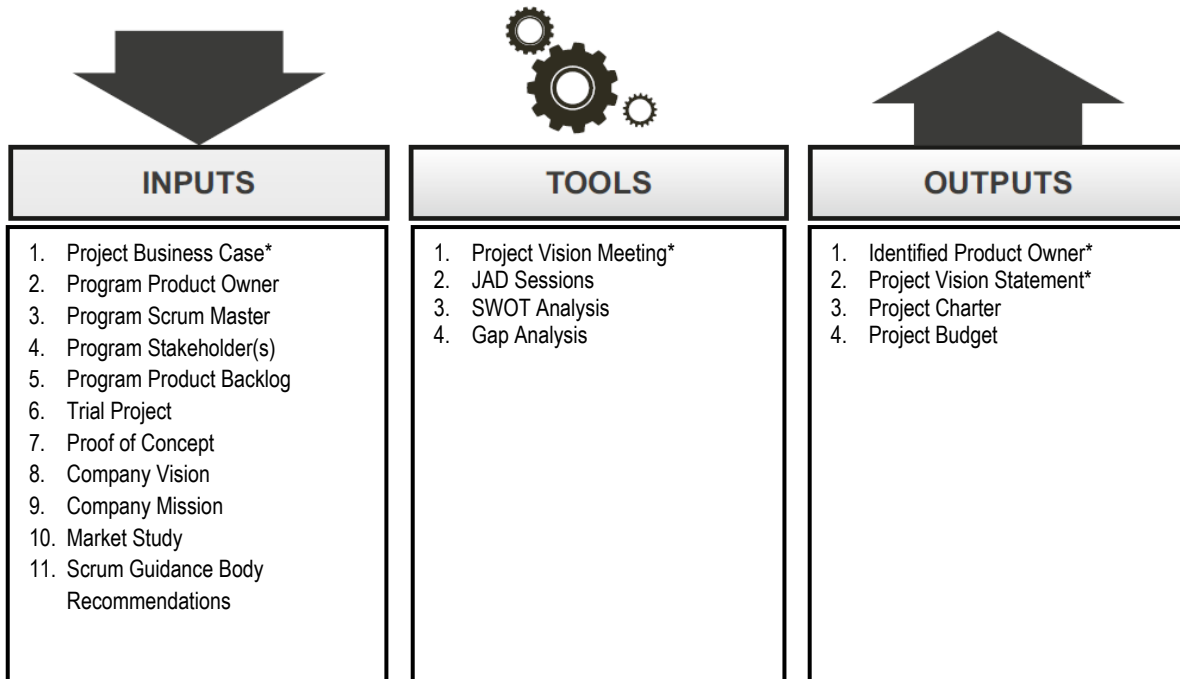 INPUTS
1. Project Business Case*
2. Program Product Owner
3. Program Scrum Master
4. Program Stakeholder(s)
5. Program Product Backlog
6. Trial Project
7. Proof of Concept
8. Company Vision
9. Company Mission
10. Market Study
11. Scrum Guidance Body
Recommendations
TOOLS
1. Project Vision Meeting*
2. JAD Sessions
3. SWOT Analysis
4. Gap Analysis
OUTPUTS
1. Identified Product Owner*
2. Project Vision Statement*
3. Project Charter
4. Project Budget